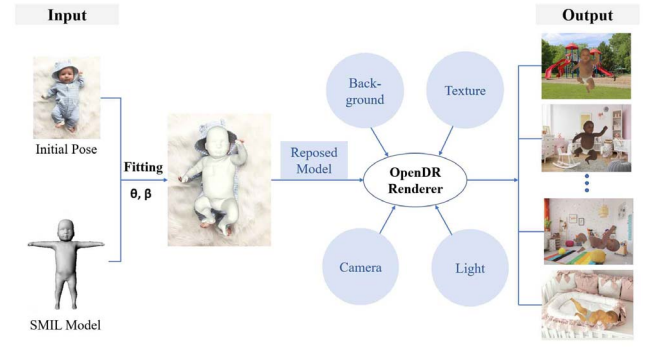 Input
Output
Initial Pose
SMIL Model
Fitting
θ, β
Reposed
Model
Back-
ground
Texture
OpenDR
Renderer
Camera
Light